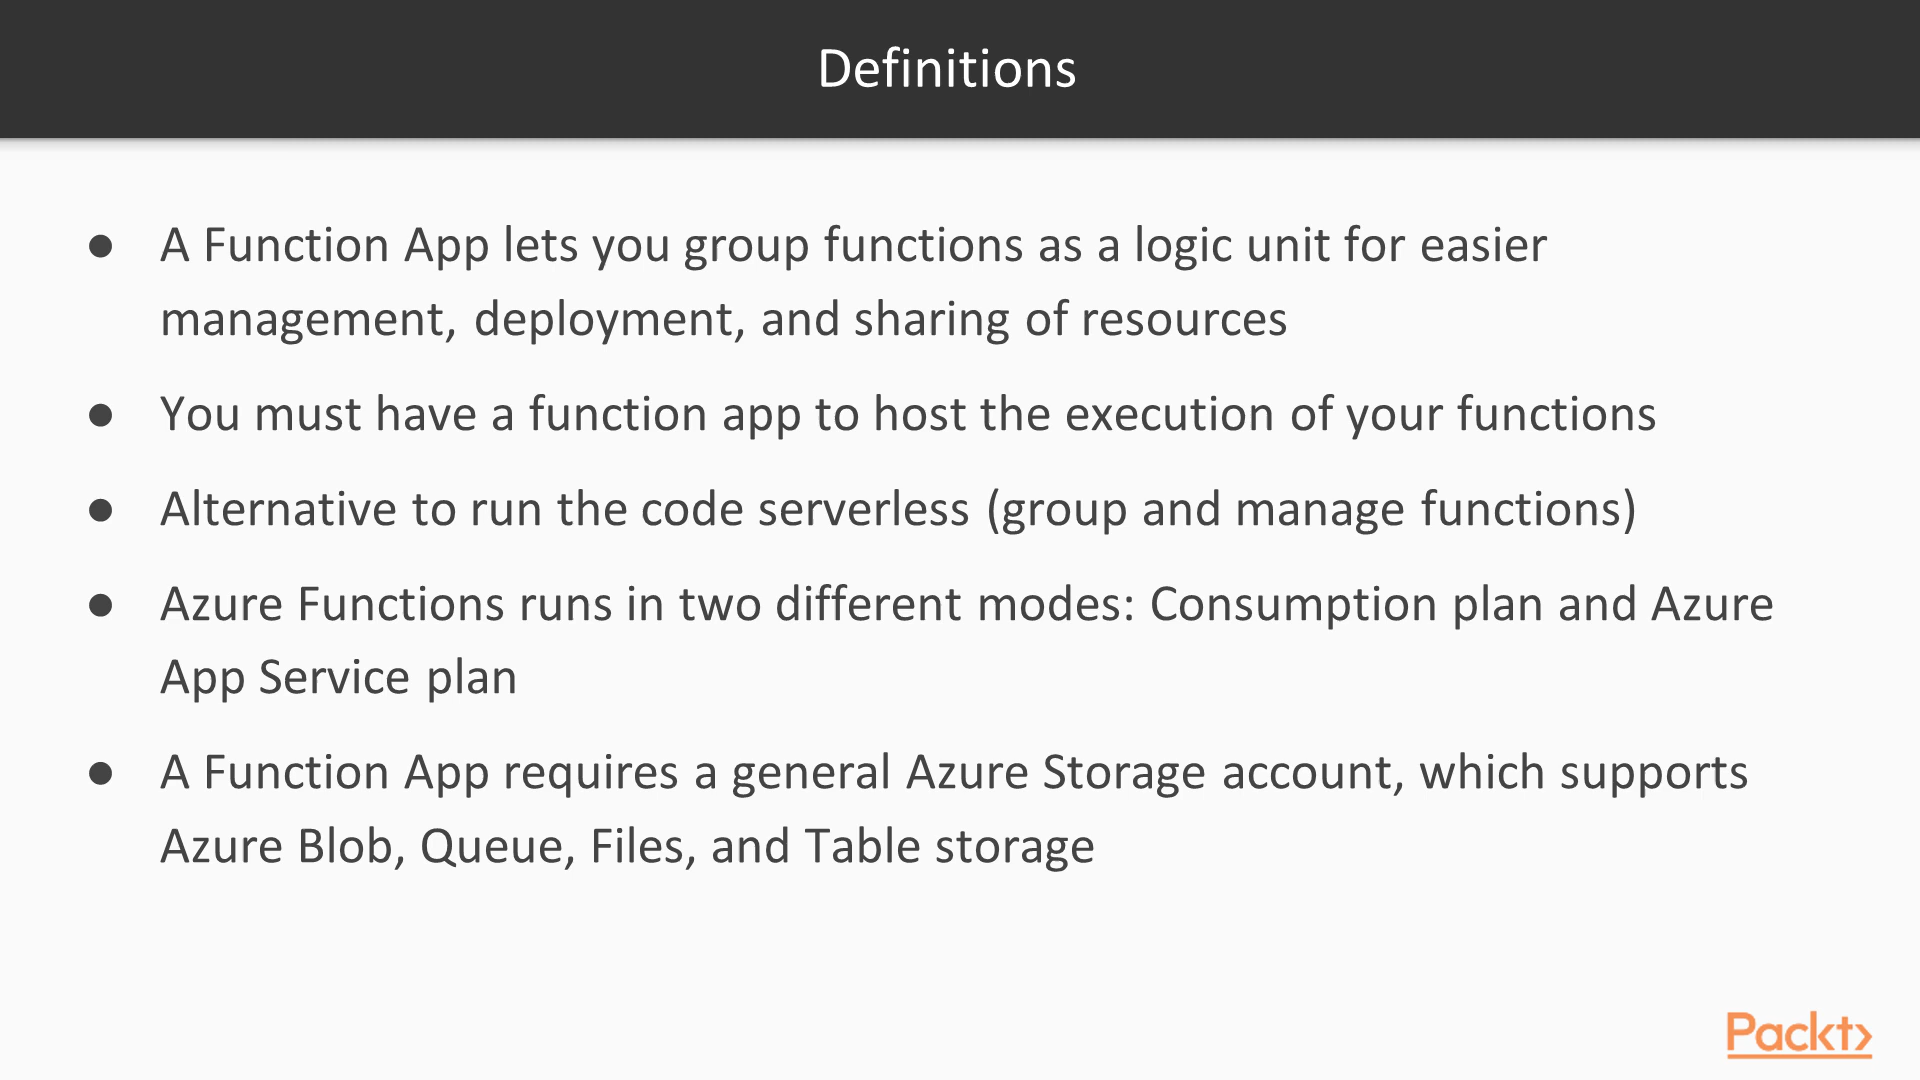 Definitions
● A Function App lets you group functions as a logic unit for easier
management, deployment, and sharing of resources
● You must have a function app to host the execution of your functions
● Alternative to run the code serverless (group and manage functions)
● Azure Functions runs in two different modes: Consumption plan and Azure
App Service plan
● A Function App requires a general Azure Storage account, which supports
Azure Blob, Queue, Files, and Table storage
Packt>